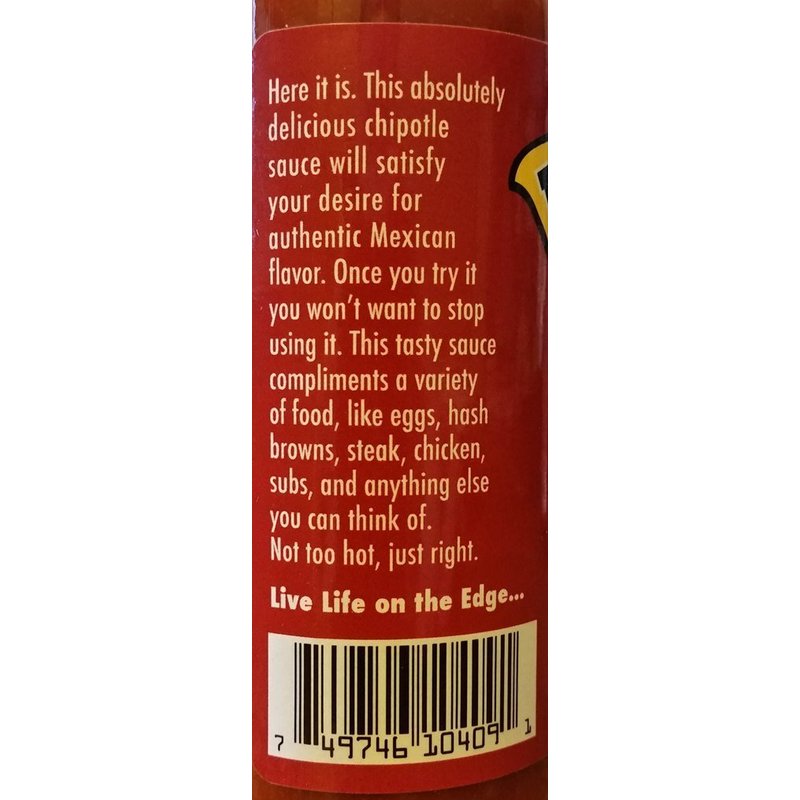 Here it is. This absolutely
delicious chipotle
sauce will satisfy
your desire for
authentic Mexican
flavor. Once you try it
you won't want to stop
using it. This tasty sauce
compliments a variety
of food, like eggs, hash
browns, steak, chicken,
subs, and anything else
you can think of.
Not too hot, just right.
Live Life on the Edge...
7 49746 10409 1